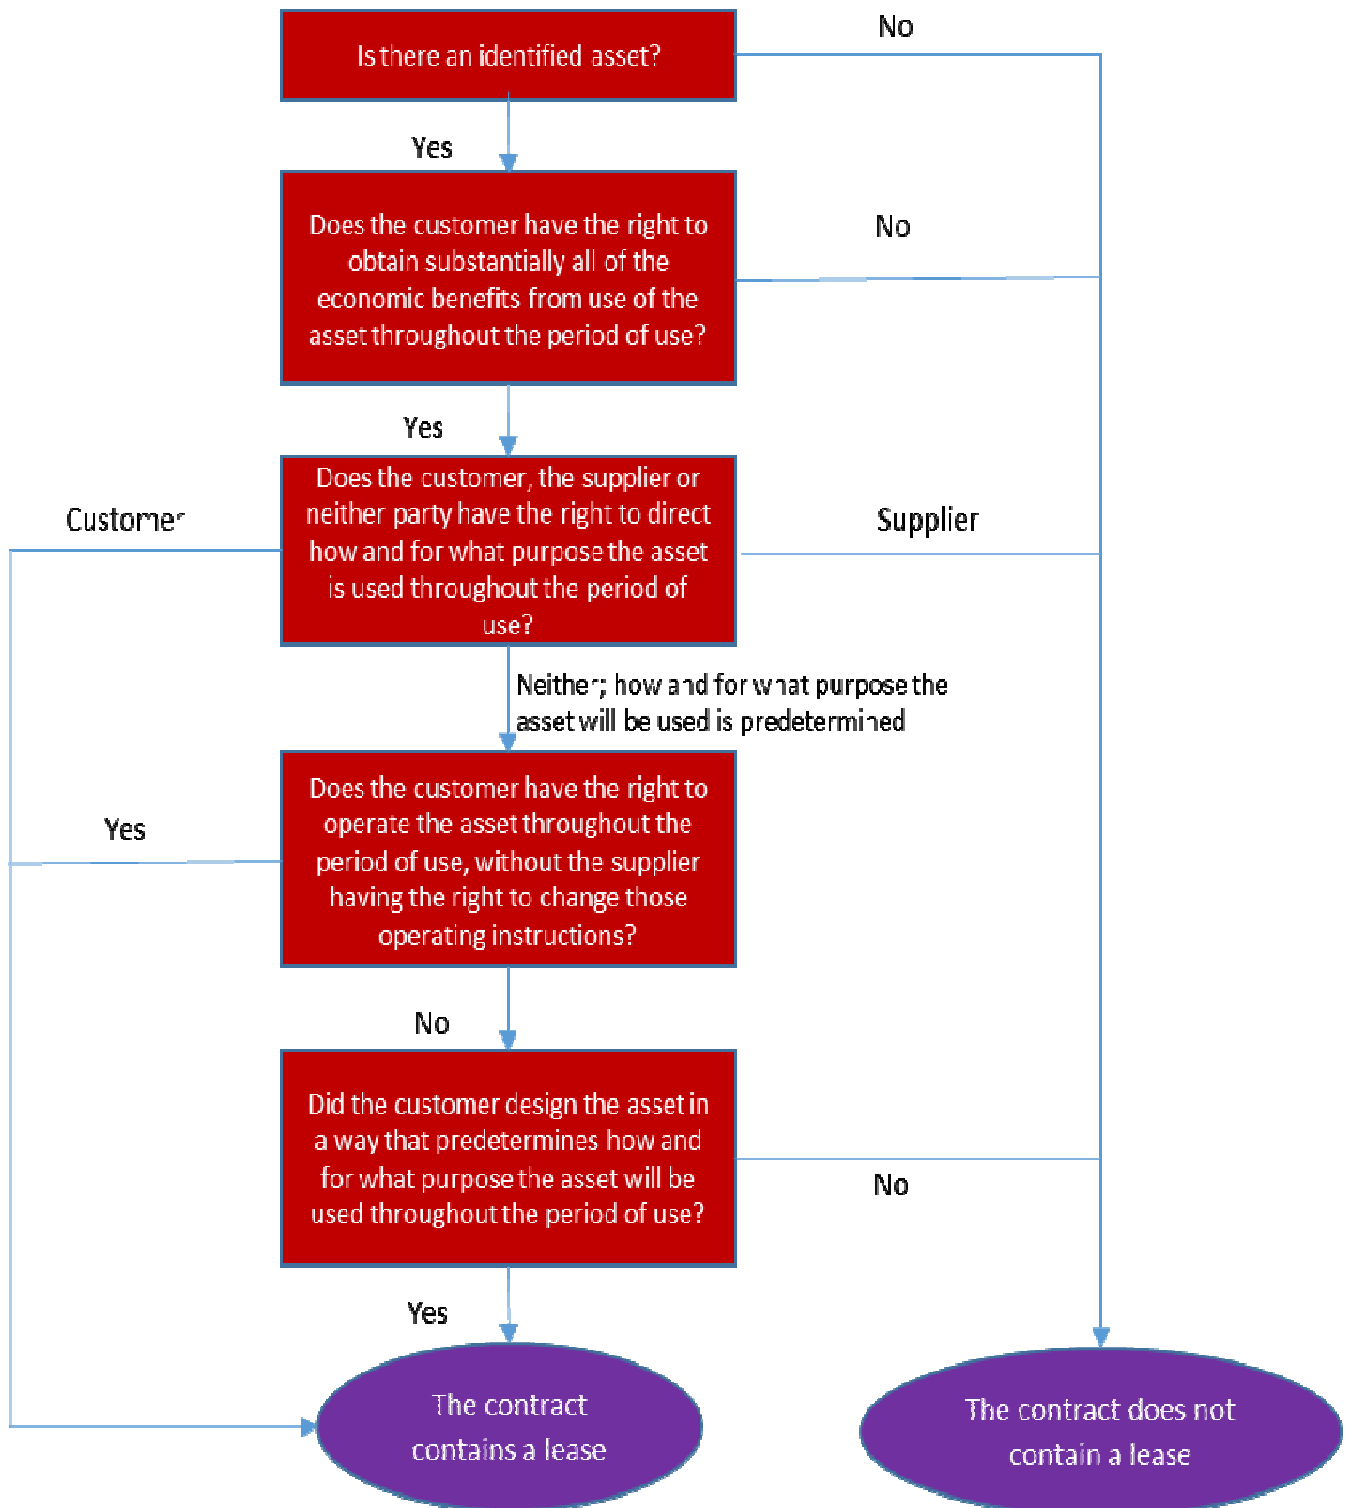 No
Is there an identified asset?
Yes
Does the customer have the right to
obtain substantially all of the
economic benefits from use of the
asset throughout the period of use?
No
Yes
Does the customer, the supplier or
neither party have the right to direct
how and for what purpose the asset
is used throughout the period of
use?
Customer
Supplier
Neither; how and for what purpose the
asset will be used is predetermined
Does the customer have the right to
operate the asset throughout the
period of use, without the supplier
having the right to change those
operating instructions?
Yes
No
Did the customer design the asset in
a way that predetermines how and
for what purpose the asset will be
used throughout the period of use?
No
Yes
The contract
contains a lease
The contract does not
contain a lease